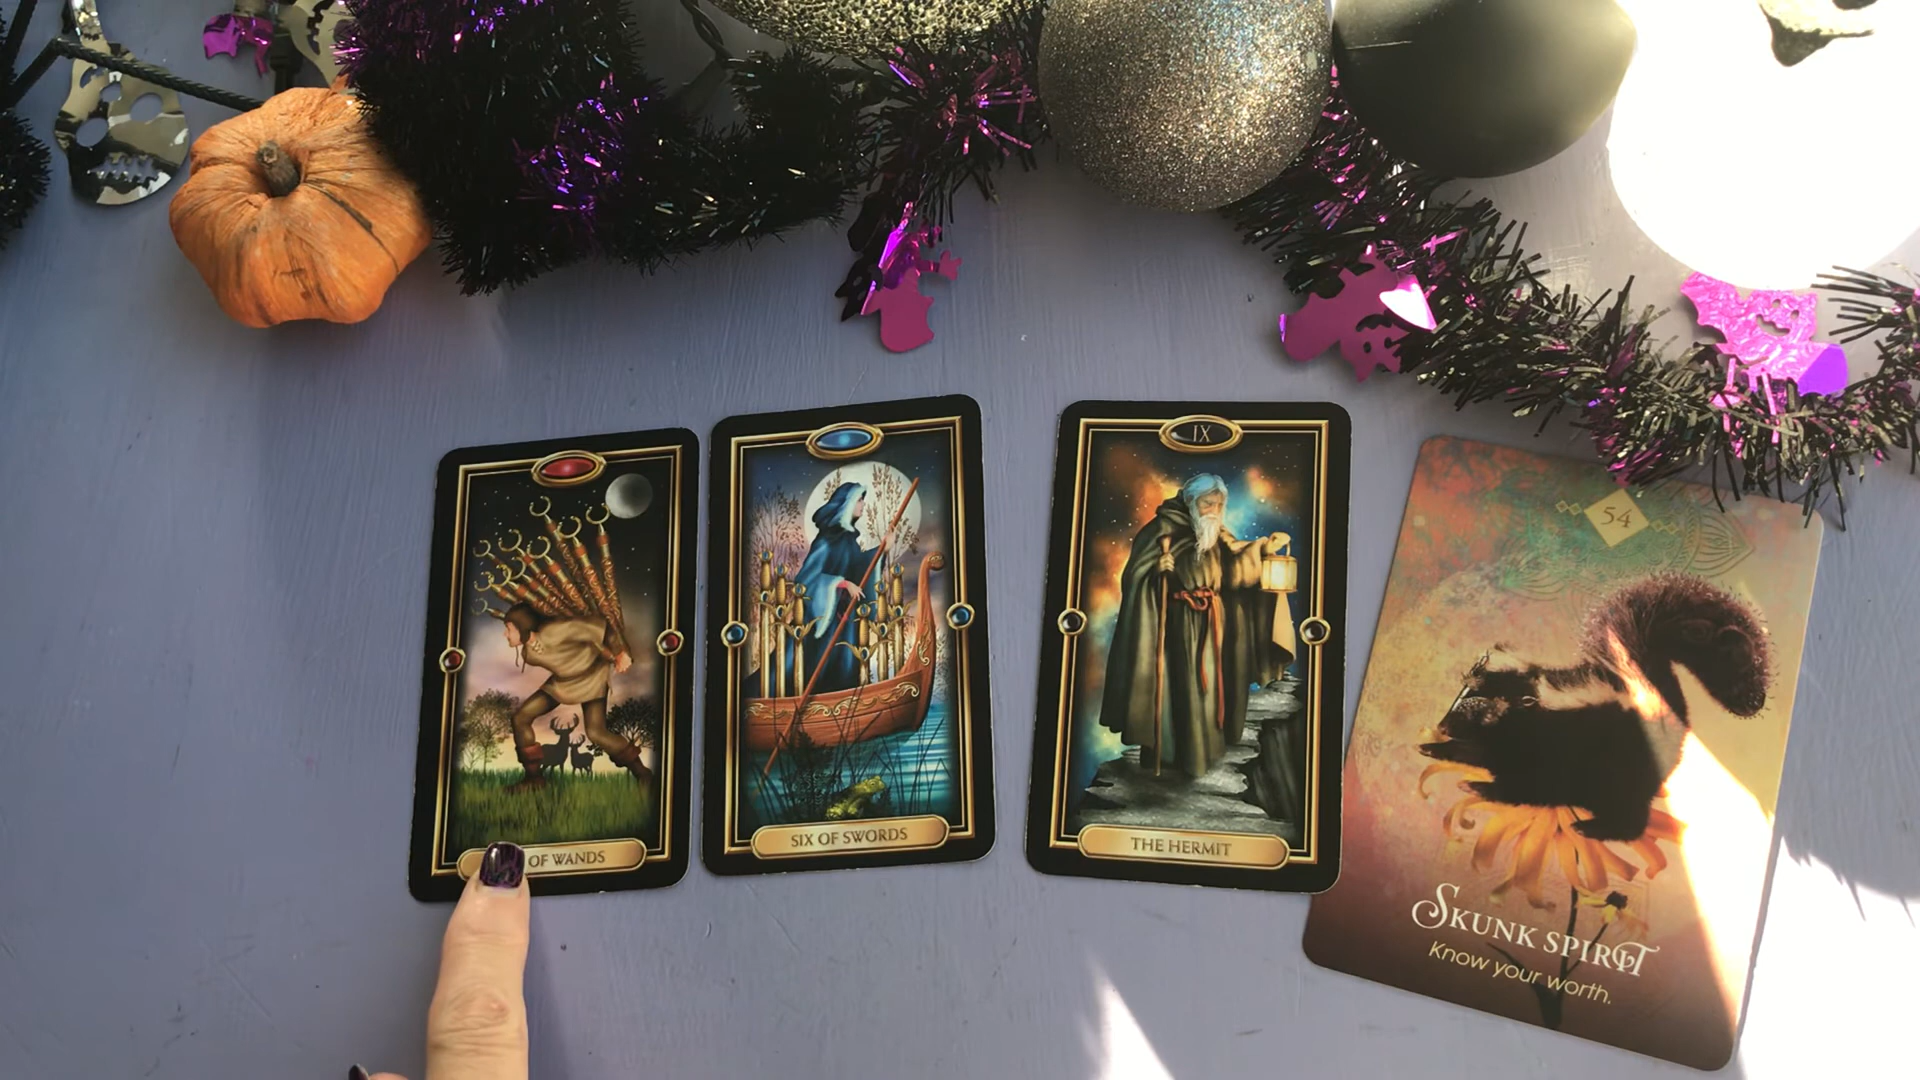 OF WANDS
SIX OF SWORDS
IX
THE HERMIT
54
SKUNK SPIRIT
Know your worth.